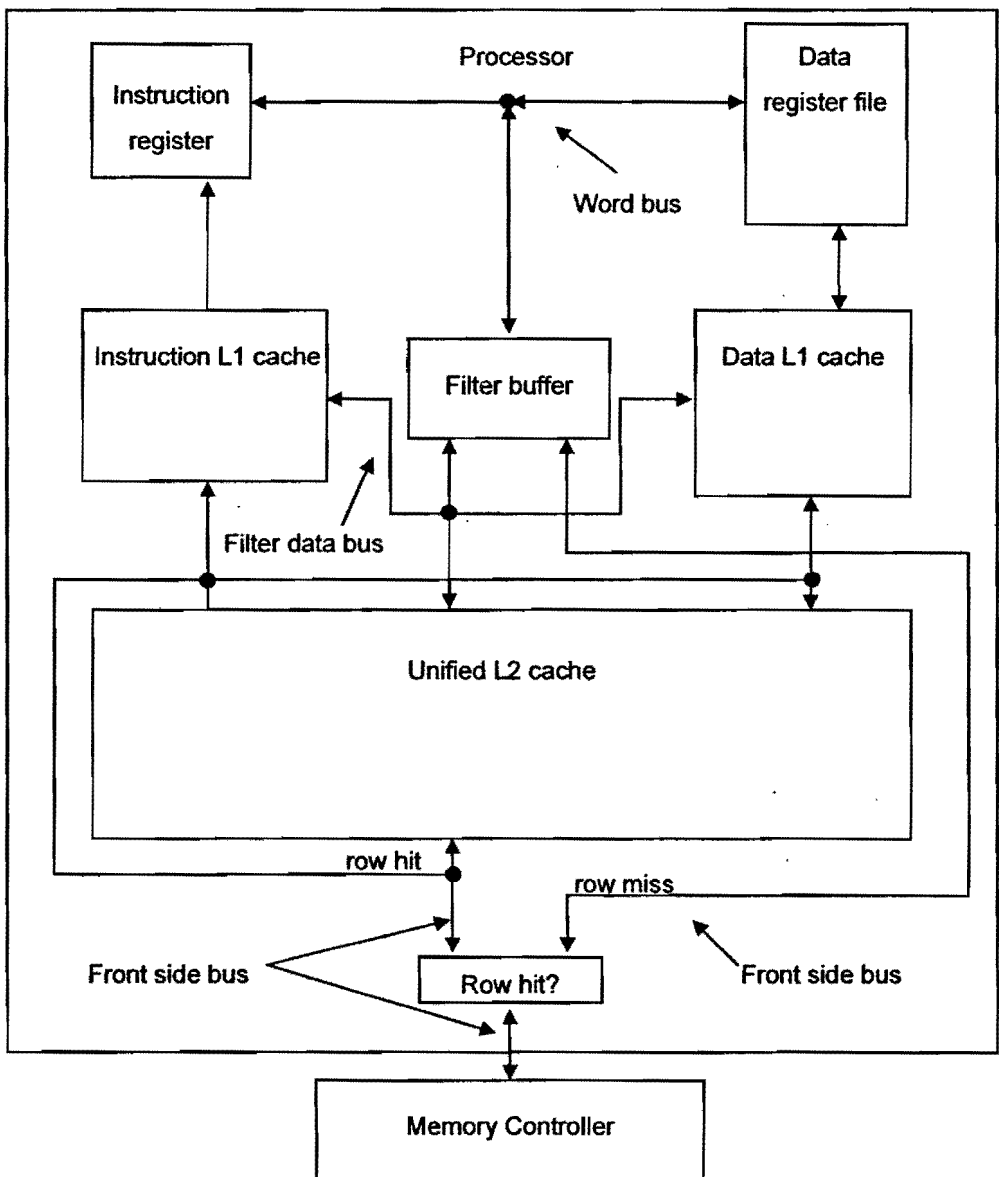 Processor
Instruction
register
Data
register file
Word bus
Instruction L1 cache
Filter buffer
Data L1 cache
Filter data bus
Unified L2 cache
row hit
row miss
Front side bus
Row hit?
Front side bus
Memory Controller